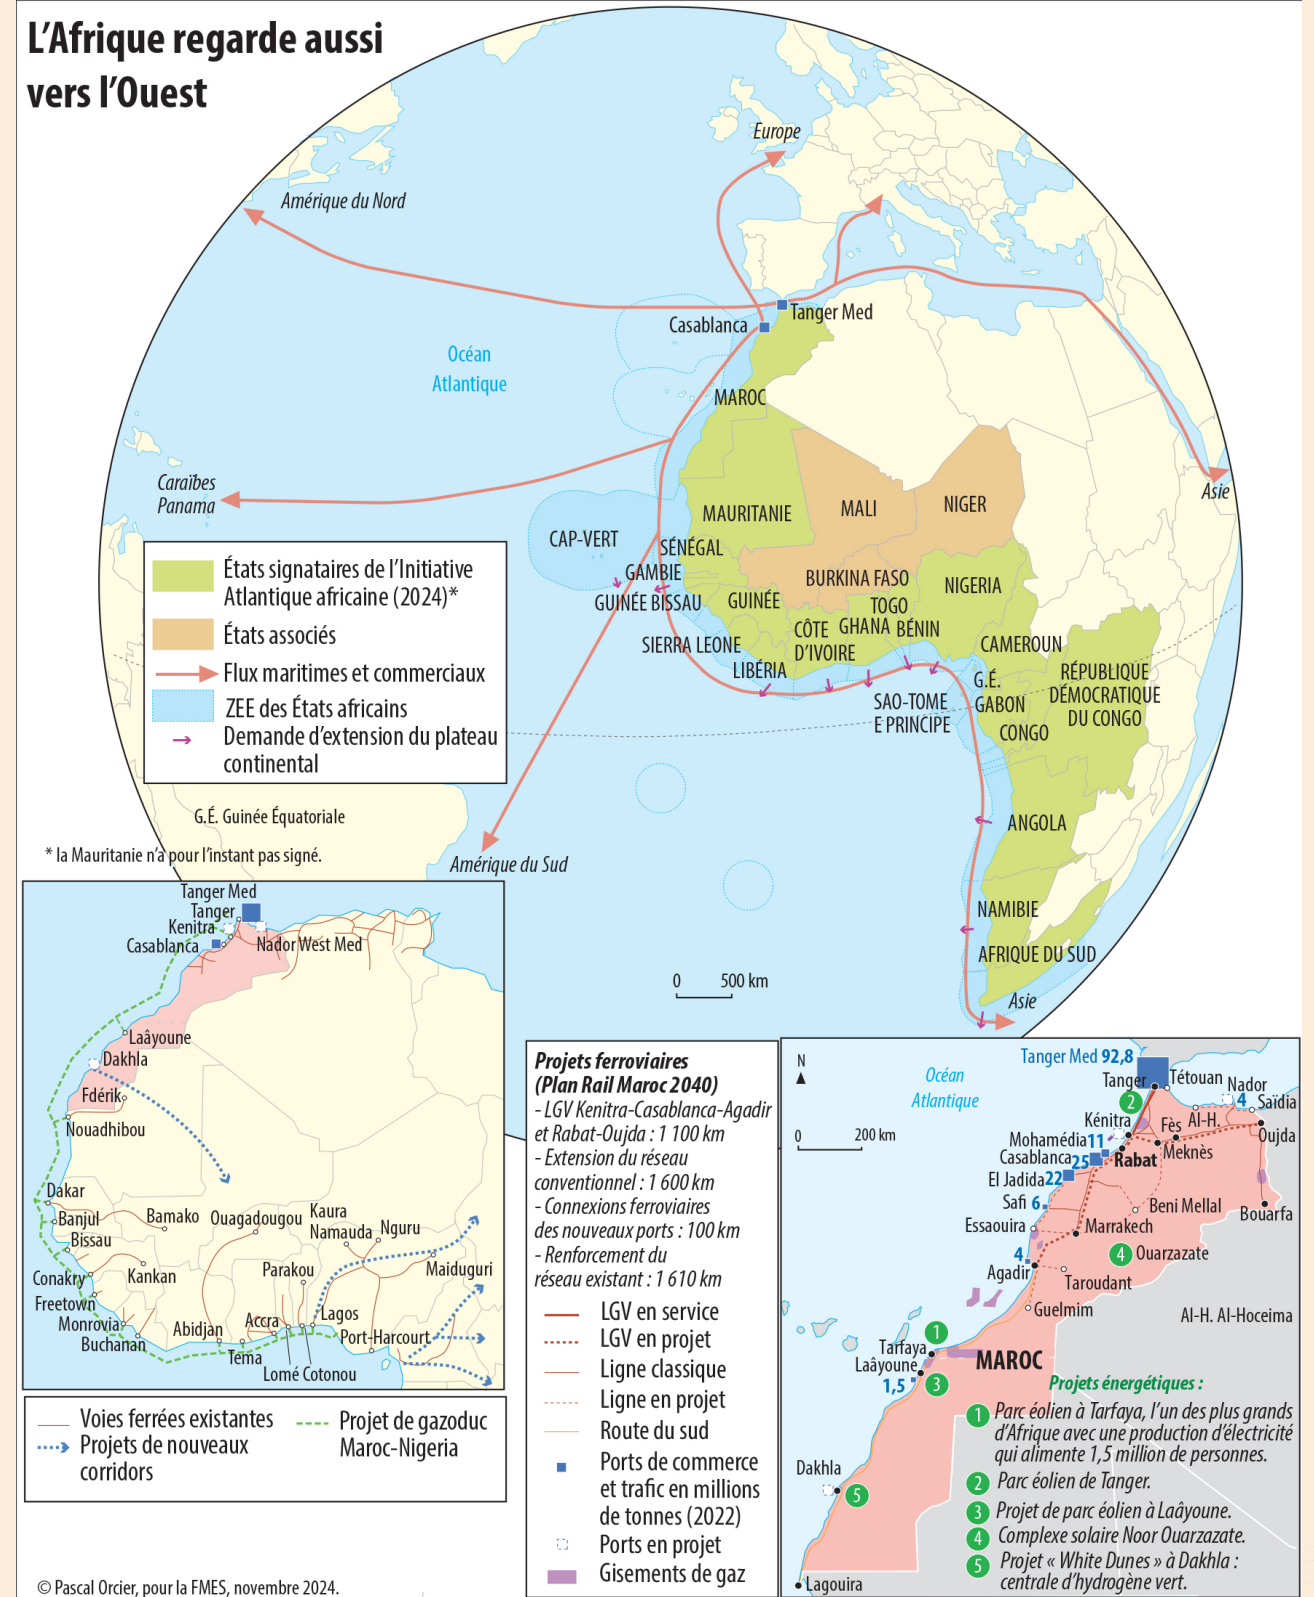 L'Afrique regarde aussi
vers l'Ouest
Europe
Amérique du Nord
Tanger Med
Casablanca
Océan
Atlantique
MAROC
Caraïbes
Panama
Asie
MAURITANIE
MALI
NIGER
CAP-VERT
SÉNÉGAL
GAMBIE
GUINÉE BISSAU
GUINÉE
BURKINA FASO
NIGERIA
TOGO
GHANA
BÉNIN
CÔTE
D'IVOIRE
SIERRA LEONE
LIBÉRIA
CAMEROUN
G.É.
RÉPUBLIQUE
DÉMOCRATIQUE
DU CONGO
SAO-TOME
E PRINCIPE
GABON
CONGO
ANGOLA
NAMIBIE
AFRIQUE DU SUD
Asie
Amérique du Sud
0 500 km
États signataires de l'Initiative
Atlantique africaine (2024)*
États associés
Flux maritimes et commerciaux
ZEE des États africains
Demande d'extension du plateau
continental
G.É. Guinée Équatoriale
* la Mauritanie n'a pour l'instant pas signé.
Tanger Med
Tanger
Kenitra
Casablanca
Nador West Med
Laâyoune
Dakhla
Fdérik
Nouadhibou
Dakar
Banjul
Bissau
Bamako
Ouagadougou
Kaura
Namauda
Nguru
Conakry
Kankan
Parakou
Maiduguri
Freetown
Monrovia
Buchanan
Abidjan
Accra
Lagos
Port-Harcourt
Tema
Lomé
Cotonou
Voies ferrées existantes
Projets de nouveaux
corridors
Projet de gazoduc
Maroc-Nigeria
© Pascal Orcier, pour la FMES, novembre 2024.
Projets ferroviaires
(Plan Rail Maroc 2040)
- LGV Kenitra-Casablanca-Agadir
et Rabat-Oujda : 1 100 km
- Extension du réseau
conventionnel : 1 600 km
- Connexions ferroviaires
des nouveaux ports : 100 km
- Renforcement du
réseau existant : 1 610 km
LGV en service
LGV en projet
Ligne classique
Ligne en projet
Route du sud
Ports de commerce
et trafic en millions
de tonnes (2022)
Ports en projet
Gisements de gaz
N
0 200 km
Océan
Atlantique
Tanger Med 92,8
Tanger
Tétouan
Nador
4
Saïdia
2
Kénitra
Fès
Al-H.
Oujda
Mohamédia 11
Casablanca 25
Rabat
Meknès
El Jadida 22
Safi 6
Beni Mellal
Bouarfa
Essaouira
Marrakech
4
Ouarzazate
4
Agadir
Taroudant
Guelmim
Al-H. Al-Hoceima
1
Tarfaya
MAROC
Laâyoune
1,5
3
Dakhla
5
Lagouira
Projets énergétiques :
1 Parc éolien à Tarfaya, l'un des plus grands
d'Afrique avec une production d'électricité
qui alimente 1,5 million de personnes.
2 Parc éolien de Tanger.
3 Projet de parc éolien à Laâyoune.
4 Complexe solaire Noor Ouarzazate.
5 Projet « White Dunes » à Dakhla :
centrale d'hydrogène vert.